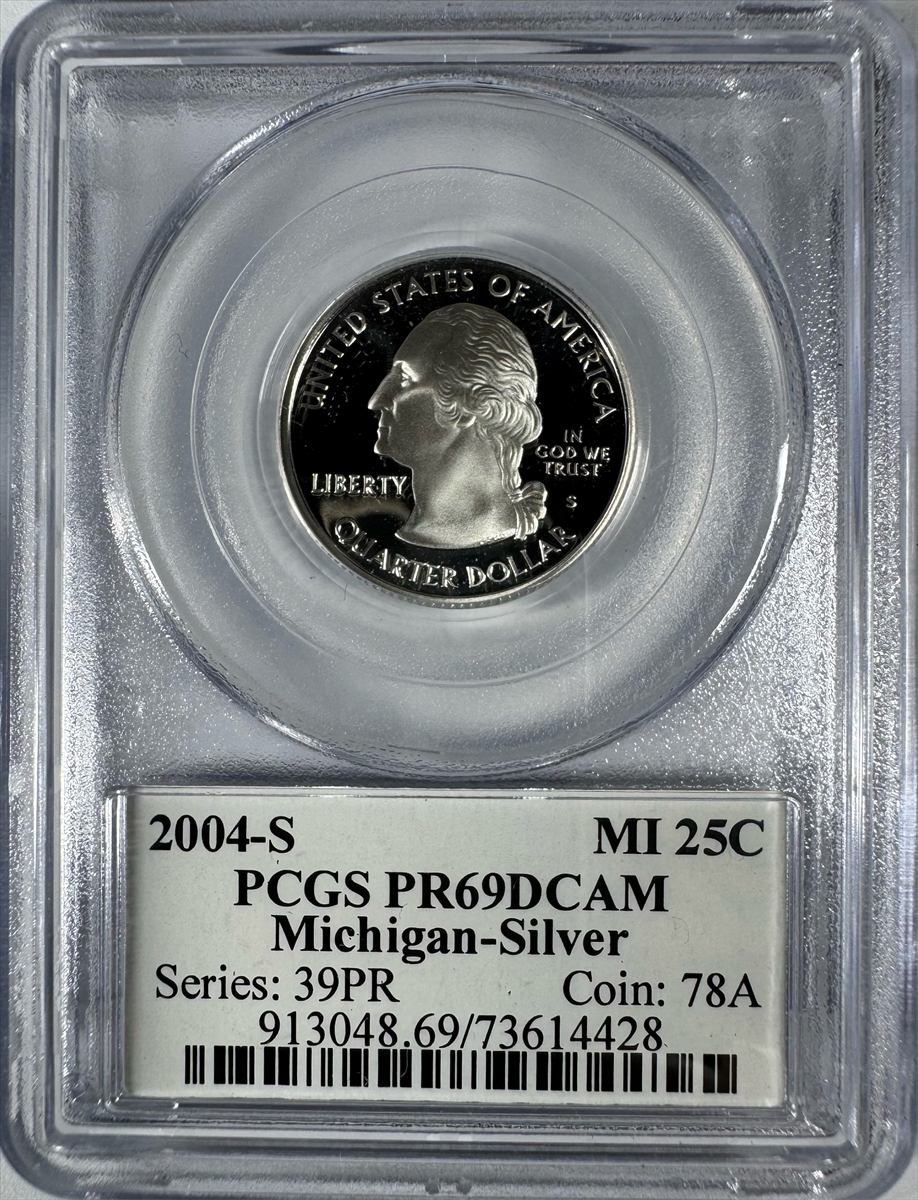 UNITED STATES OF AMERICA
IN
GOD WE
TRUST
LIBERTY
S
QUARTER DOLLAR
2004-S MI 25C
PCGS PR69DCAM
Michigan-Silver
Series: 39PR Coin: 78A
913048.69/73614428